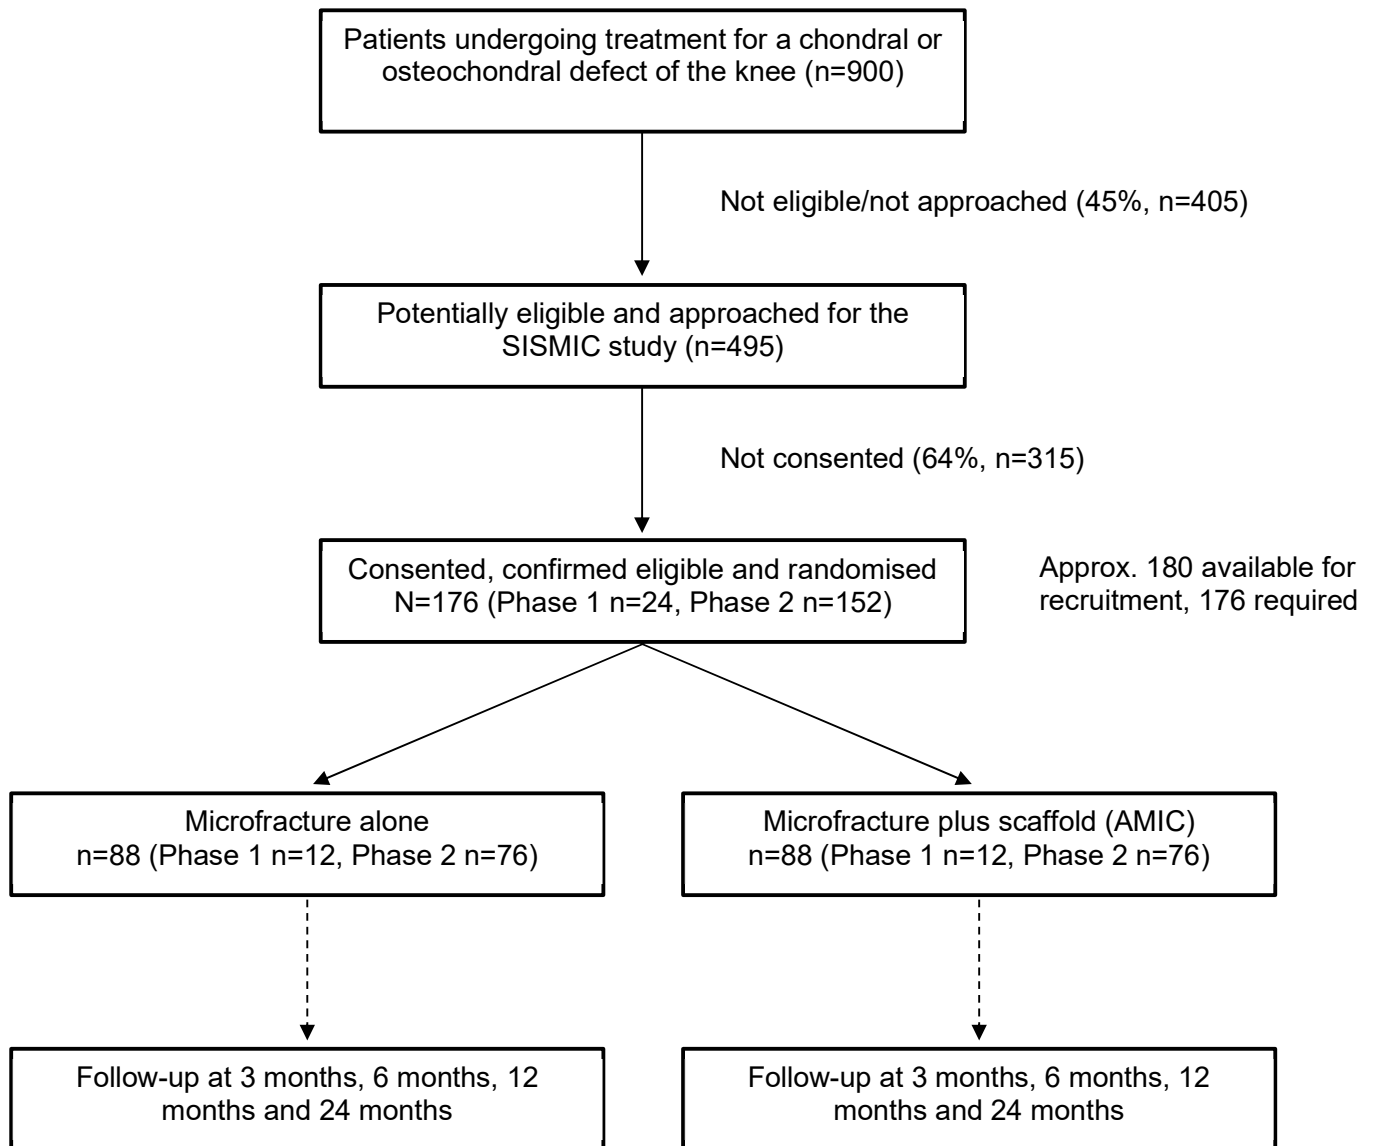 Patients undergoing treatment for a chondral or
osteochondral defect of the knee (n=900)
Not eligible/not approached (45%, n=405)
Potentially eligible and approached for the
SISMIC study (n=495)
Not consented (64%, n=315)
Consented, confirmed eligible and randomised
N=176 (Phase 1 n=24, Phase 2 n=152)
Approx. 180 available for
recruitment, 176 required
Microfracture alone
n=88 (Phase 1 n=12, Phase 2 n=76)
Microfracture plus scaffold (AMIC)
n=88 (Phase 1 n=12, Phase 2 n=76)
Follow-up at 3 months, 6 months, 12
months and 24 months
Follow-up at 3 months, 6 months, 12
months and 24 months